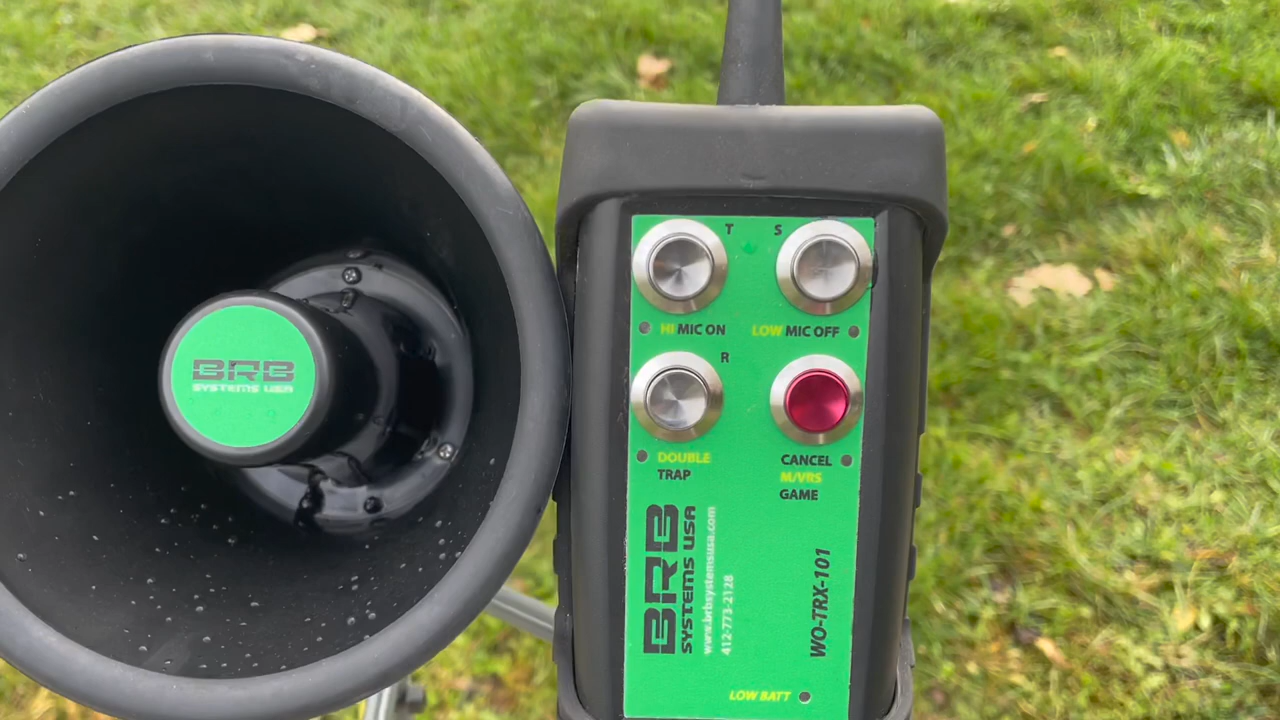 BRB
SYSTEMS USA
T S
HI MIC ON
LOW MIC OFF
R
DOUBLE
TRAP
CANCEL
M/VRS
GAME
BRB
SYSTEMS USA
www.brbsystemsusa.com
412-773-2128
WO-TRX-101
LOW BATT